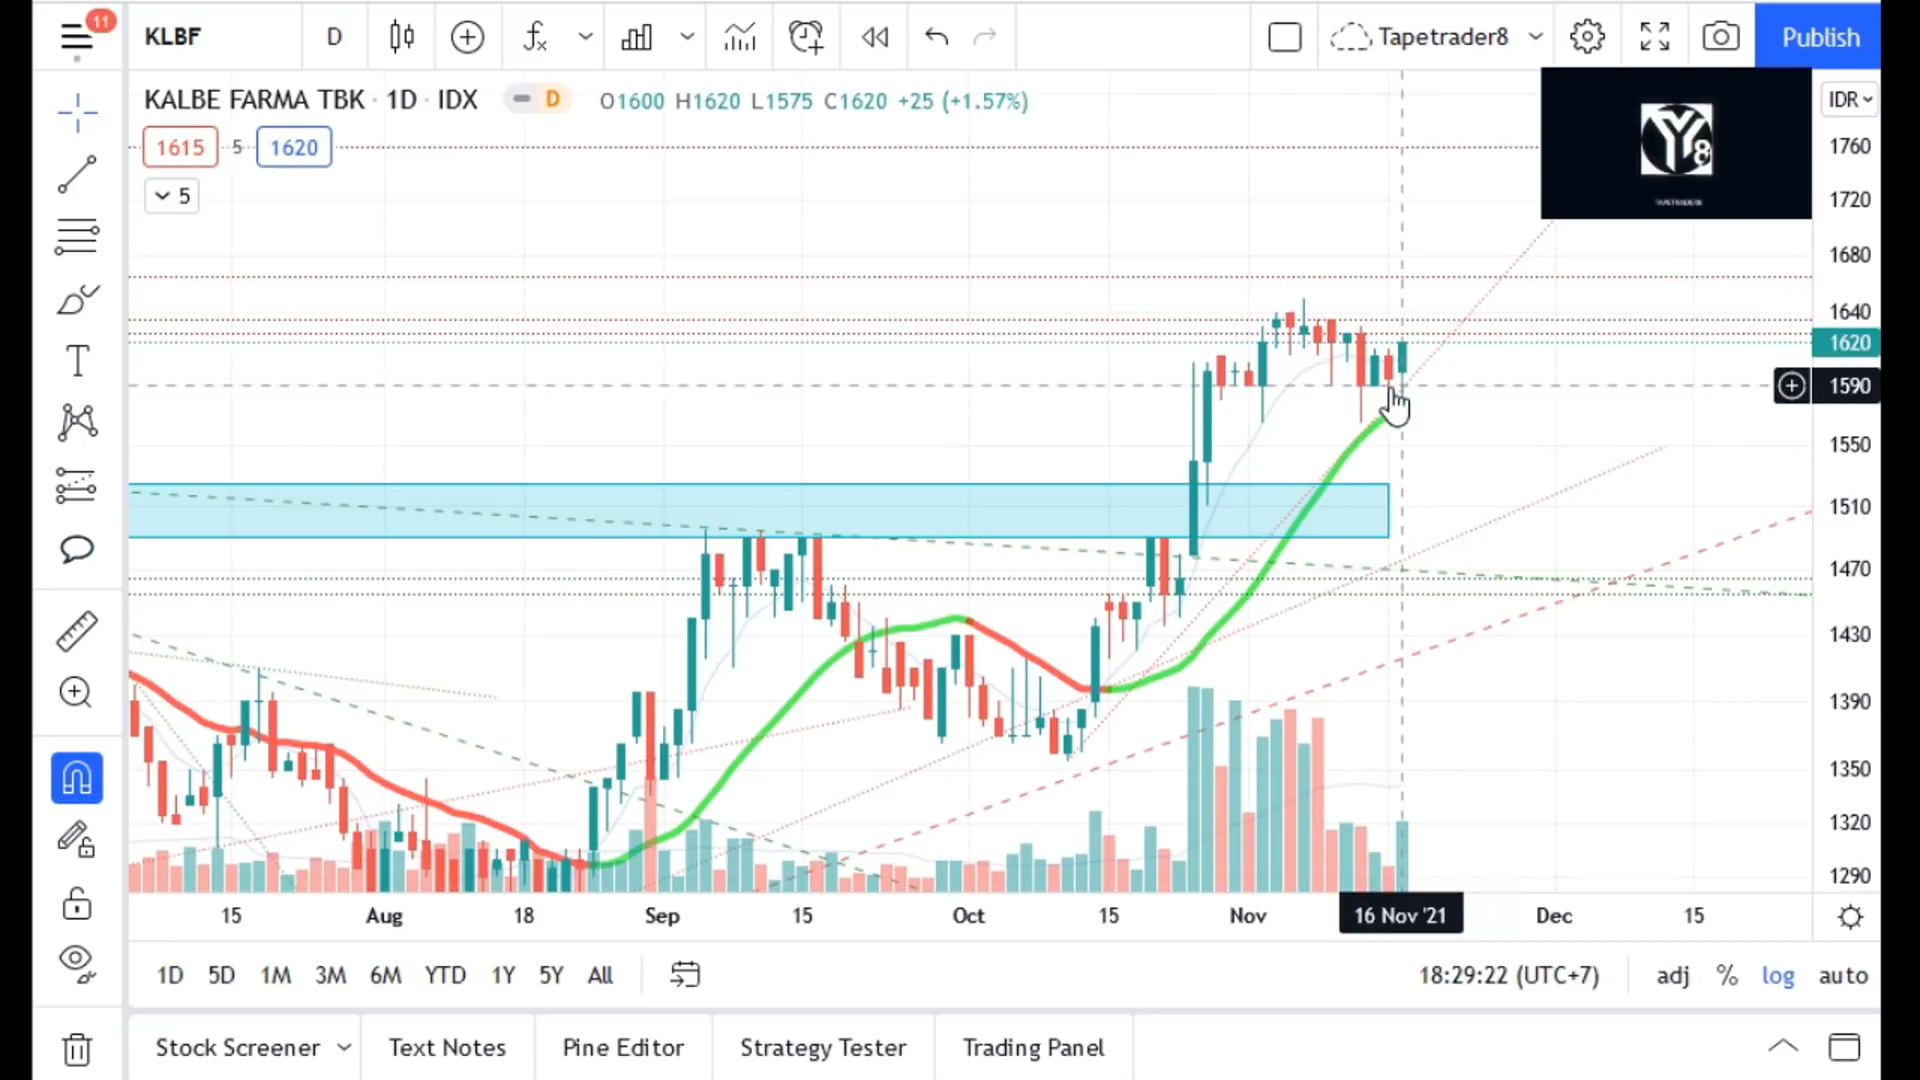 11
KLBF
D
Tapetrader8
Publish
KALBE FARMA TBK · 1D · IDX
D
O1600 H1620 L1575 C1620 +25 (+1.57%)
1615
5
1620
5
Y8
TAPETRADER8
IDR
1760
1720
1680
1640
1620
1590
1550
1510
1470
1430
1390
1350
1320
1290
15
Aug
18
Sep
15
Oct
15
Nov
16 Nov '21
Dec
15
1D 5D 1M 3M 6M YTD 1Y 5Y All
18:29:22 (UTC+7)
adj % log auto
Stock Screener
Text Notes
Pine Editor
Strategy Tester
Trading Panel